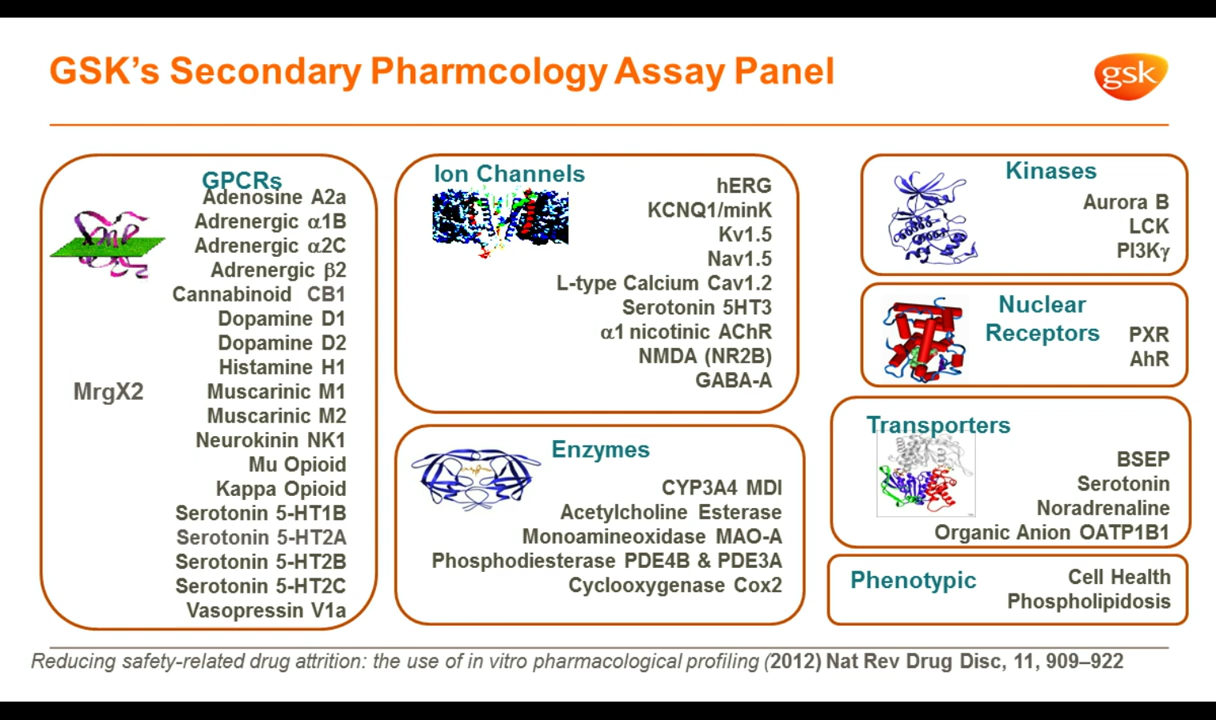 GSK's Secondary Pharmcology Assay Panel
gsk
GPCRs
Adenosine A2a
Adrenergic α1B
Adrenergic α2C
Adrenergic β2
Cannabinoid CB1
Dopamine D1
Dopamine D2
Histamine H1
MrgX2
Muscarinic M1
Muscarinic M2
Neurokinin NK1
Mu Opioid
Kappa Opioid
Serotonin 5-HT1B
Serotonin 5-HT2A
Serotonin 5-HT2B
Serotonin 5-HT2C
Vasopressin V1a
Ion Channels
hERG
KCNQ1/minK
Kv1.5
Nav1.5
L-type Calcium Cav1.2
Serotonin 5HT3
α1 nicotinic AChR
NMDA (NR2B)
GABA-A
Enzymes
CYP3A4 MDI
Acetylcholine Esterase
Monoamineoxidase MAO-A
Phosphodiesterase PDE4B & PDE3A
Cyclooxygenase Cox2
Kinases
Aurora B
LCK
PI3Kγ
Nuclear
Receptors
PXR
AhR
Transporters
BSEP
Serotonin
Noradrenaline
Organic Anion OATP1B1
Phenotypic
Cell Health
Phospholipidosis
Reducing safety-related drug attrition: the use of in vitro pharmacological profiling (2012) Nat Rev Drug Disc, 11, 909–922